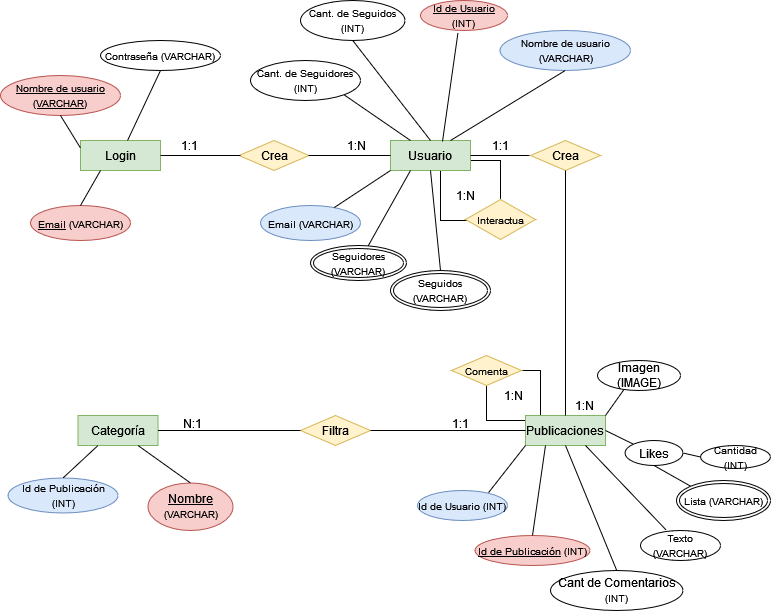 Cant. de Seguidos
(INT)
Id de Usuario
(INT)
Nombre de usuario
(VARCHAR)
Contraseña (VARCHAR)
Cant. de Seguidores
(INT)
Nombre de usuario
(VARCHAR)
Login
1:1
Crea
1:N
Usuario
1:1
Crea
1:N
Interactua
Email (VARCHAR)
Email (VARCHAR)
Seguidores
(VARCHAR)
Seguidos
(VARCHAR)
Comenta
1:N
Imagen
(IMAGE)
1:N
Categoría
N:1
Filtra
1:1
Publicaciones
Likes
Cantidad
(INT)
Lista (VARCHAR)
Id de Publicación
(INT)
Nombre
(VARCHAR)
Id de Usuario (INT)
Id de Publicación (INT)
Texto
(VARCHAR)
Cant de Comentarios
(INT)